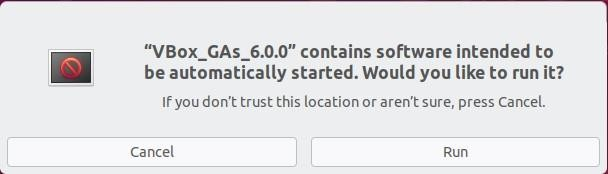 “VBox_GAs_6.0.0” contains software intended to
be automatically started. Would you like to run it?
If you don’t trust this location or aren’t sure, press Cancel.
Cancel
Run